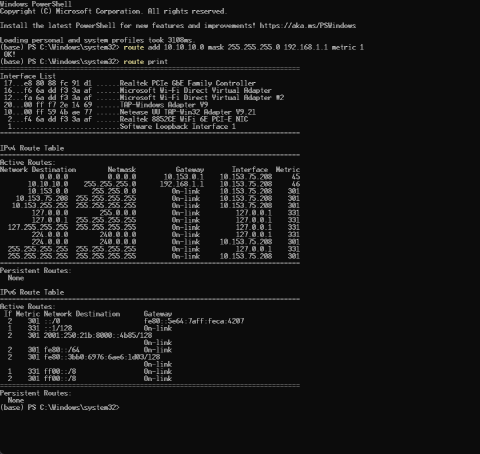 Windows PowerShell
Copyright (C) Microsoft Corporation. All rights reserved.
Install the latest PowerShell for new features and improvements! https://aka.ms/PSWindows
Loading personal and system profiles took 3108ms.
(base) PS C:\Windows\system32> route add 10.10.10.0 mask 255.255.255.0 192.168.1.1 metric 1
OK!
(base) PS C:\Windows\system32> route print
===========================================================================
Interface List
17...e8 80 88 fc 91 d1 ......Realtek PCIe GbE Family Controller
16...f4 6a dd f3 3a af ......Microsoft Wi-Fi Direct Virtual Adapter
12...fa 6a dd f3 3a af ......Microsoft Wi-Fi Direct Virtual Adapter #2
20...00 ff f7 2e 14 69 ......TAP-Windows Adapter V9
10...00 ff 59 4b ae 77 ......Netease UU TAP-Win32 Adapter V9.21
2...f4 6a dd f3 3a af ......Realtek 8852CE WiFi 6E PCI-E NIC
1...........................Software Loopback Interface 1
===========================================================================
IPv4 Route Table
===========================================================================
Active Routes:
Network Destination Netmask Gateway Interface Metric
0.0.0.0 0.0.0.0 10.153.0.1 10.153.75.208 45
10.10.10.0 255.255.255.0 192.168.1.1 10.153.75.208 46
10.153.0.0 255.255.0.0 On-link 10.153.75.208 301
10.153.75.208 255.255.255.255 On-link 10.153.75.208 301
10.153.255.255 255.255.255.255 On-link 10.153.75.208 301
127.0.0.0 255.0.0.0 On-link 127.0.0.1 331
127.0.0.1 255.255.255.255 On-link 127.0.0.1 331
127.255.255.255 255.255.255.255 On-link 127.0.0.1 331
224.0.0.0 240.0.0.0 On-link 127.0.0.1 331
224.0.0.0 240.0.0.0 On-link 10.153.75.208 301
255.255.255.255 255.255.255.255 On-link 127.0.0.1 331
255.255.255.255 255.255.255.255 On-link 10.153.75.208 301
===========================================================================
Persistent Routes:
None
IPv6 Route Table
===========================================================================
Active Routes:
If Metric Network Destination Gateway
2 301 ::/0 fe80::5e64:7aff:feca:4207
1 331 ::1/128 On-link
2 301 2001:250:21b:8000::4b85/128
On-link
2 301 fe80::/64 On-link
2 301 fe80::3bb0:6976:6ae6:1d03/128
On-link
1 331 ff00::/8 On-link
2 301 ff00::/8 On-link
===========================================================================
Persistent Routes:
None
(base) PS C:\Windows\system32>